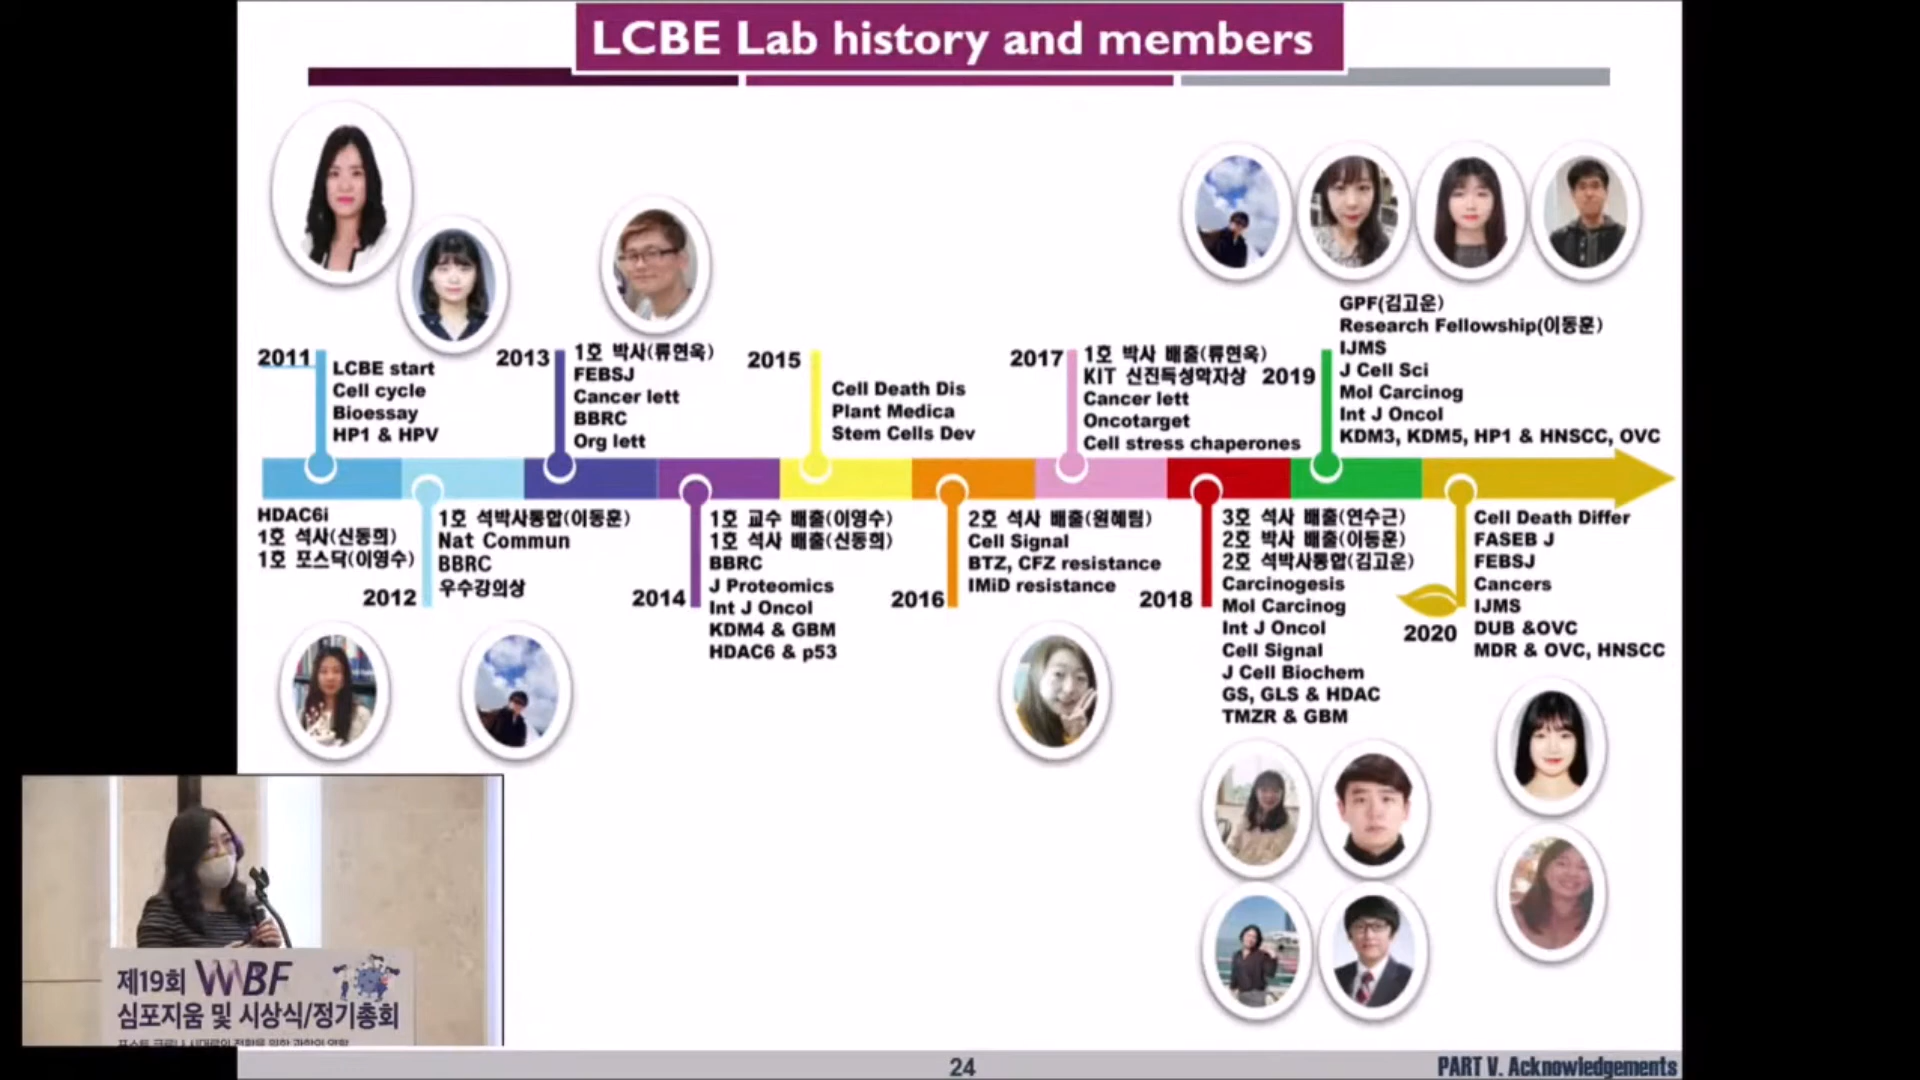 LCBE Lab history and members
2011
LCBE start
Cell cycle
Bioessay
HP1 & HPV
2013
1호 박사(류현욱)
FEBSJ
Cancer lett
BBRC
Org lett
2015
Cell Death Dis
Plant Medica
Stem Cells Dev
2017
1호 박사 배출(류현욱)
KIT 신진독성학자상
Cancer lett
Oncotarget
Cell stress chaperones
2019
GPF(김고운)
Research Fellowship(이동훈)
IJMS
J Cell Sci
Mol Carcinog
Int J Oncol
KDM3, KDM5, HP1 & HNSCC, OVC
HDAC6i
1호 석사(신동희)
1호 포스닥(이영수)
2012
1호 석박사통합(이동훈)
Nat Commun
BBRC
우수강의상
2014
1호 교수 배출(이영수)
1호 석사 배출(신동희)
BBRC
J Proteomics
Int J Oncol
KDM4 & GBM
HDAC6 & p53
2016
2호 석사 배출(원혜림)
Cell Signal
BTZ, CFZ resistance
IMiD resistance
2018
3호 석사 배출(연수근)
2호 박사 배출(이동훈)
2호 석박사통합(김고운)
Carcinogesis
Mol Carcinog
Int J Oncol
Cell Signal
J Cell Biochem
GS, GLS & HDAC
TMZR & GBM
2020
Cell Death Differ
FASEB J
FEBSJ
Cancers
IJMS
DUB &OVC
MDR & OVC, HNSCC
제19회 WBF
심포지움 및 시상식/정기총회
24
PART V. Acknowledgements